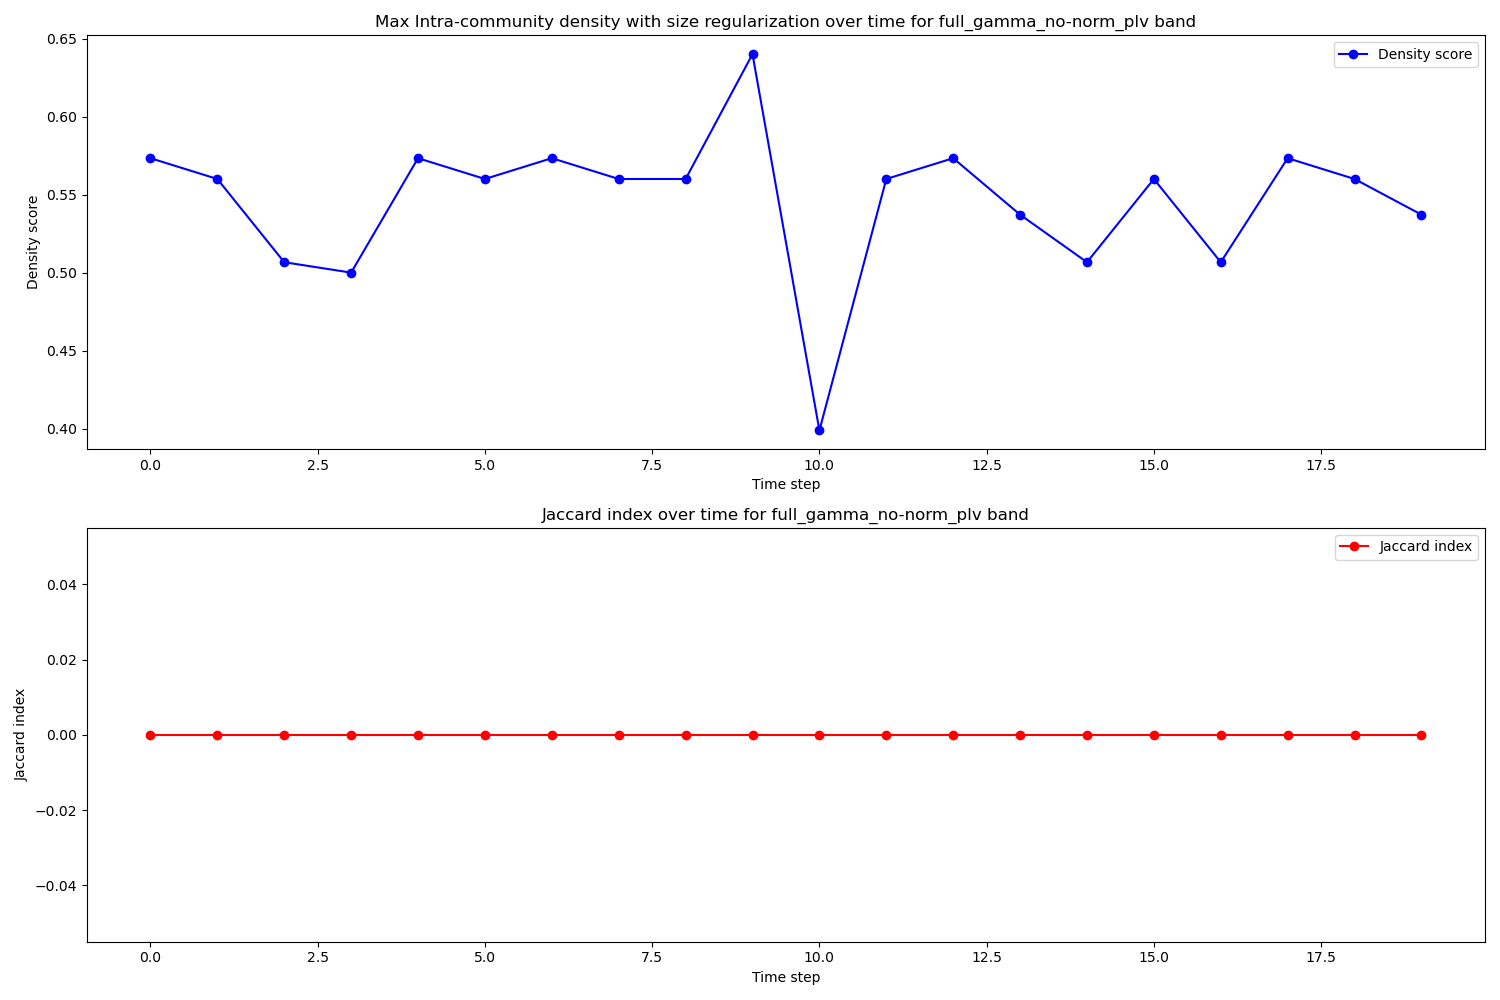 Max Intra-community density with size regularization over time for full_gamma_no-norm_plv band
0.65
0.60
0.55
0.50
0.45
0.40
Density score
Density score
0.0 2.5 5.0 7.5 10.0 12.5 15.0 17.5
Time step
Jaccard index over time for full_gamma_no-norm_plv band
0.04
0.02
0.00
−0.02
−0.04
Jaccard index
Jaccard index
0.0 2.5 5.0 7.5 10.0 12.5 15.0 17.5
Time step